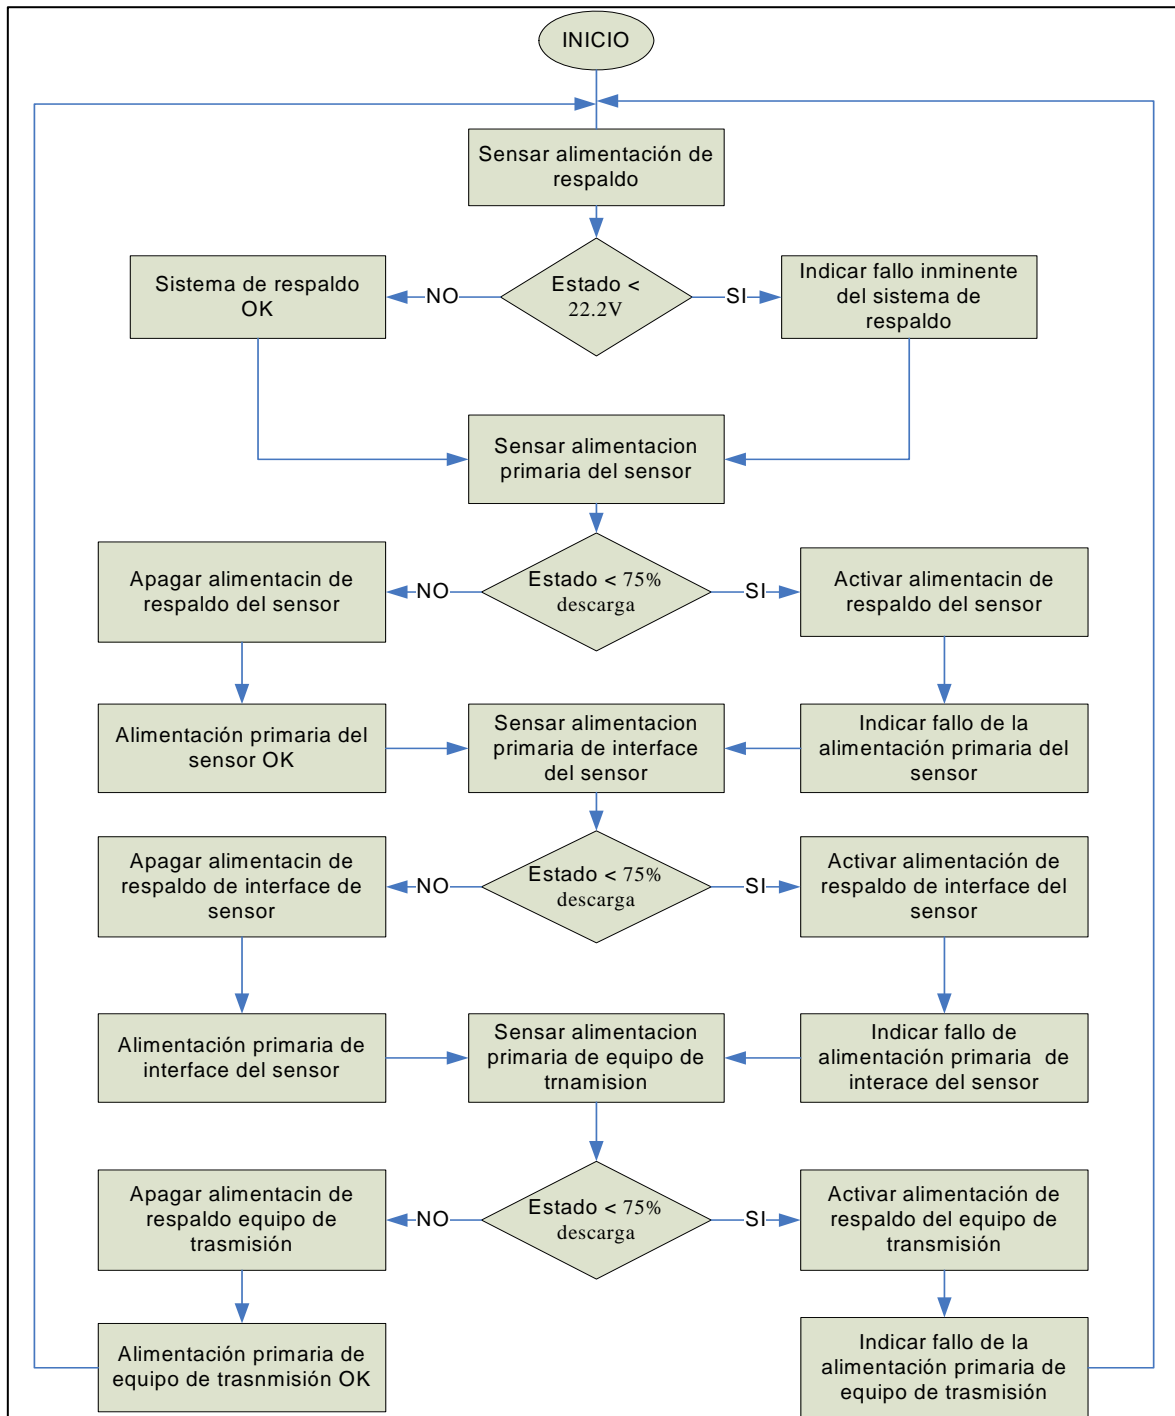 INICIO
Sensar alimentación de
respaldo
Sistema de respaldo
OK
NO
Estado <
22.2V
SI
Indicar fallo inminente
del sistema de
respaldo
Sensar alimentacion
primaria del sensor
Apagar alimentacin de
respaldo del sensor
NO
Estado < 75%
descarga
SI
Activar alimentacin de
respaldo del sensor
Alimentación primaria del
sensor OK
Sensar alimentacion
primaria de interface
del sensor
Indicar fallo de la
alimentación primaria del
sensor
Apagar alimentacin de
respaldo de interface de
sensor
NO
Estado < 75%
descarga
SI
Activar alimentación de
respaldo de interface del
sensor
Alimentación primaria de
interface del sensor
Sensar alimentacion
primaria de equipo de
trnamision
Indicar fallo de
alimentación primaria de
interace del sensor
Apagar alimentacin de
respaldo equipo de
trasmisión
NO
Estado < 75%
descarga
SI
Activar alimentación de
respaldo del equipo de
transmisión
Alimentación primaria de
equipo de trasnmisión OK
Indicar fallo de la
alimentación primaria de
equipo de trasmisión